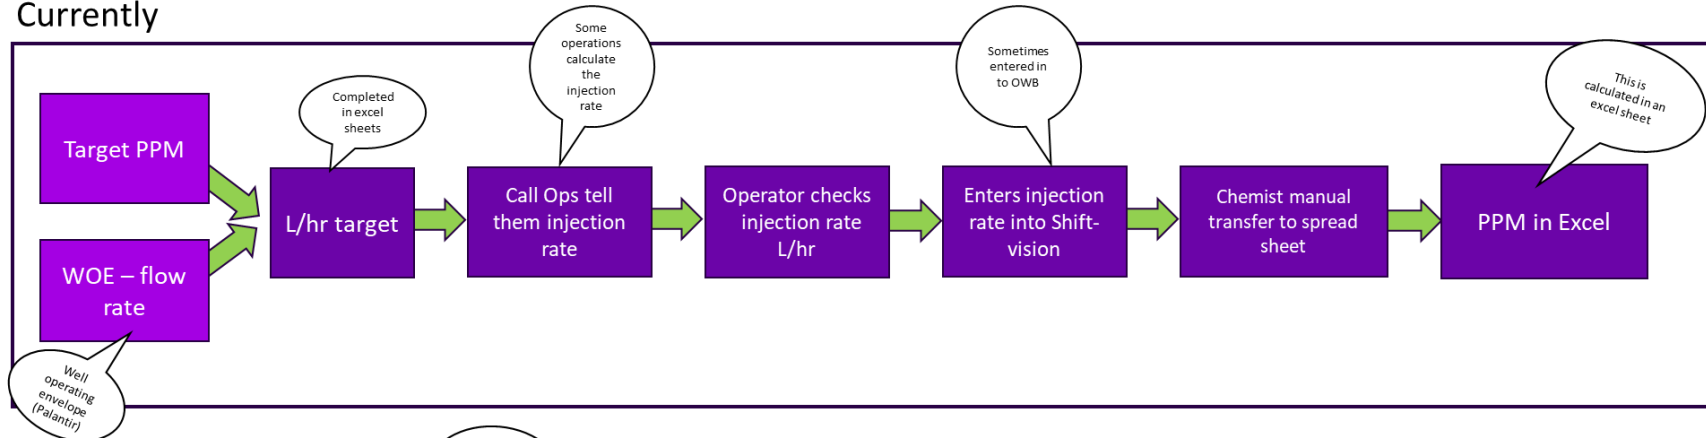 Currently
Target PPM
WOE – flow
rate
Well
operating
envelope
(Palantir)
Completed
in excel
sheets
L/hr target
Some
operations
calculate
the
injection
rate
Call Ops tell
them injection
rate
Operator checks
injection rate
L/hr
Sometimes
entered in
to OWB
Enters injection
rate into Shift-
vision
Chemist manual
transfer to spread
sheet
This is
calculated in an
excel sheet
PPM in Excel